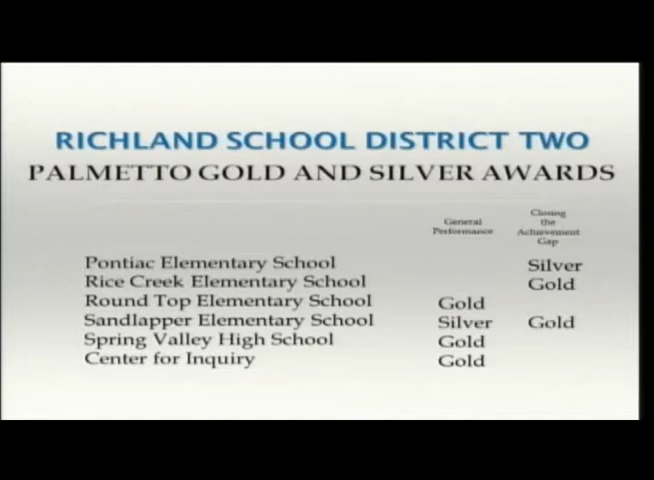 RICHLAND SCHOOL DISTRICT TWO
PALMETTO GOLD AND SILVER AWARDS
General Performance
Closing the Achievement Gap
Pontiac Elementary School Silver
Rice Creek Elementary School Gold
Round Top Elementary School Gold
Sandlapper Elementary School Silver Gold
Spring Valley High School Gold
Center for Inquiry Gold